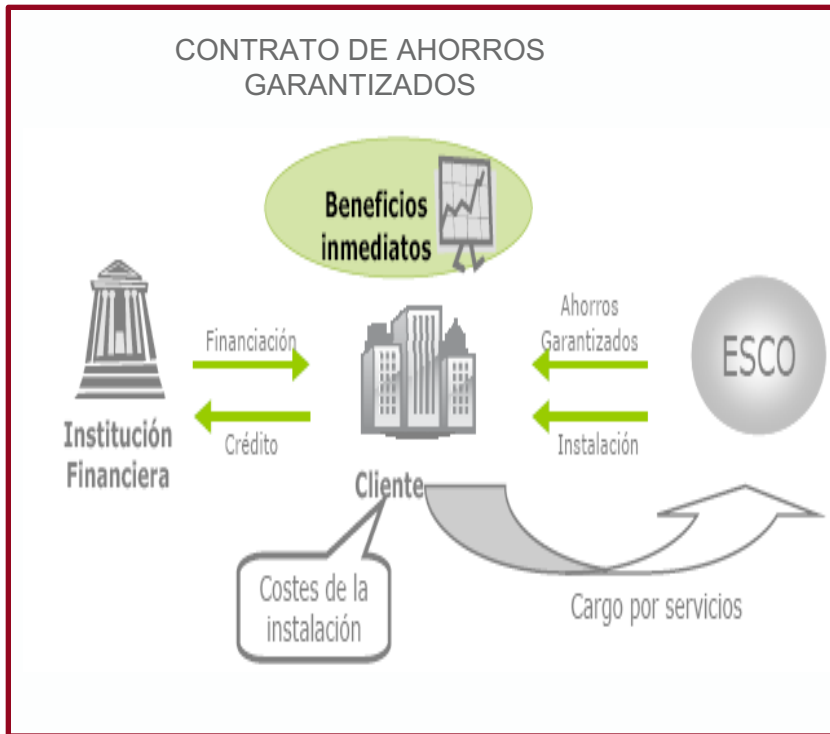 CONTRATO DE AHORROS
GARANTIZADOS
Beneficios
inmediatos
Financiación
Crédito
Institución
Financiera
Cliente
Ahorros
Garantizados
Instalación
ESCO
Costes de la
instalación
Cargo por servicios